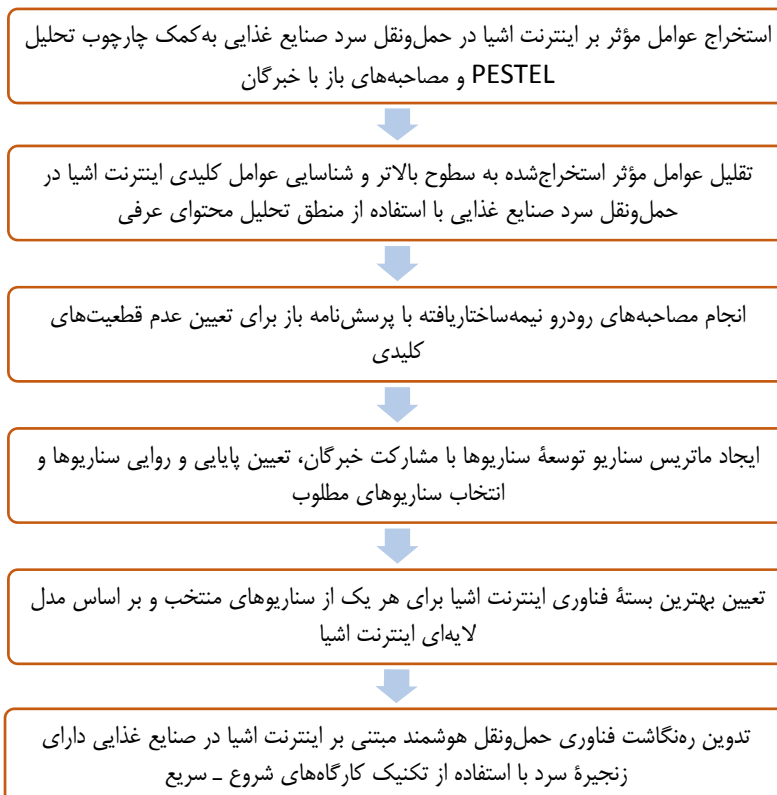 استخراج عوامل مؤثر بر اینترنت اشیا در حمل‌ونقل سرد صنایع غذایی به‌کمک چارچوب تحلیل
PESTEL و مصاحبه‌های باز با خبرگان
تقلیل عوامل مؤثر استخراج‌شده به سطوح بالاتر و شناسایی عوامل کلیدی اینترنت اشیا در
حمل‌ونقل سرد صنایع غذایی با استفاده از منطق تحلیل محتوای عرفی
انجام مصاحبه‌های رودرو نیمه‌ساختاریافته با پرسش‌نامه باز برای تعیین عدم قطعیت‌های
کلیدی
ایجاد ماتریس سناریو توسعهٔ سناریوها با مشارکت خبرگان، تعیین پایایی و روایی سناریوها و
انتخاب سناریوهای مطلوب
تعیین بهترین بستهٔ فناوری اینترنت اشیا برای هر یک از سناریوهای منتخب و بر اساس مدل
لایه‌ای اینترنت اشیا
تدوین ره‌نگاشت فناوری حمل‌ونقل هوشمند مبتنی بر اینترنت اشیا در صنایع غذایی دارای
زنجیرهٔ سرد با استفاده از تکنیک کارگاه‌های شروع ـ سریع